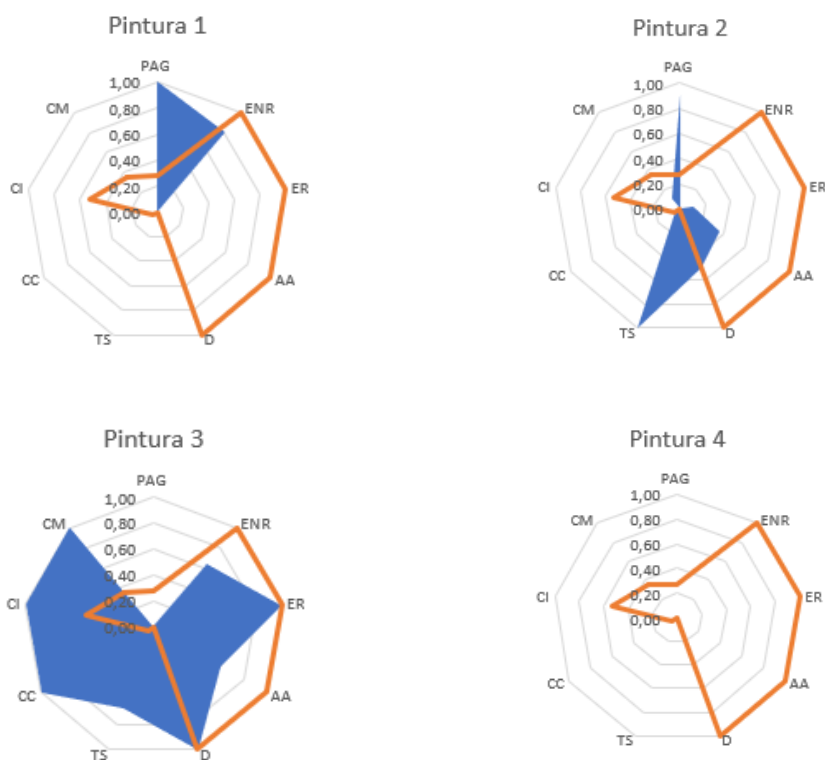 Pintura 1
PAG
1,00
0,80
0,60
0,40
0,20
0,00
ENR
ER
AA
D
TS
CC
CI
CM
Pintura 2
PAG
1,00
0,80
0,60
0,40
0,20
0,00
ENR
ER
AA
D
TS
CC
CI
CM
Pintura 3
PAG
1,00
0,80
0,60
0,40
0,20
0,00
ENR
ER
AA
D
TS
CC
CI
CM
Pintura 4
PAG
1,00
0,80
0,60
0,40
0,20
0,00
ENR
ER
AA
D
TS
CC
CI
CM